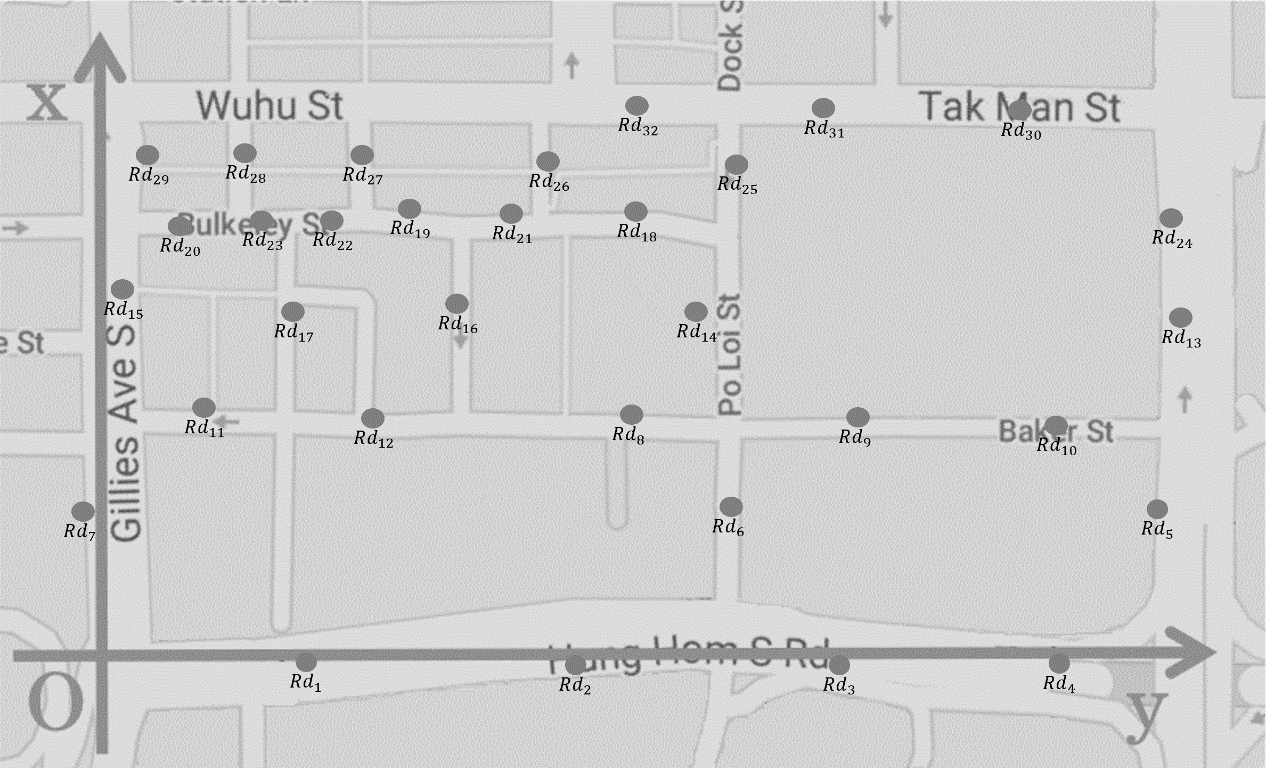 Dock S
X
Wuhu St
Tak Man St
Rd32
Rd31
Rd30
Rd29
Rd28
Rd27
Rd26
Rd25
Bulkeley St
Rd20
Rd23
Rd22
Rd19
Rd21
Rd18
Rd24
Rd15
Rd17
Rd16
Rd14
Po Loi St
Rd13
e St
Gillies Ave S
Rd11
Rd12
Rd8
Rd9
Baker St
Rd10
Rd7
Rd6
Rd5
Hung Hom S Rd
O
Rd1
Rd2
Rd3
Rd4
y